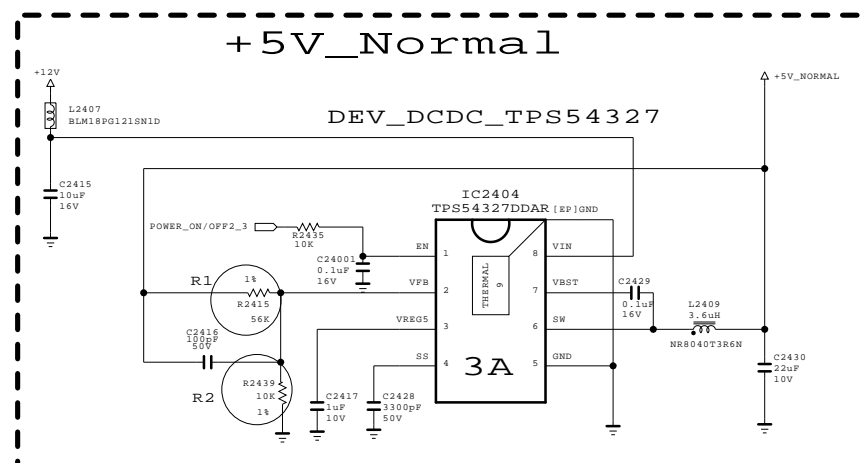 +5V_Normal
+12V
+5V_NORMAL
L2407
BLM18PG121SN1D
DEV_DCDC_TPS54327
C2415
10uF
16V
IC2404
TPS54327DDAR
[EP]GND
POWER_ON/OFF2_3
R2435
10K
C24001
0.1uF
16V
EN
1
VFB
2
VREG5
3
SS
4
THERMAL
9
3A
8
VIN
7
VBST
6
SW
5
GND
C2429
0.1uF
16V
L2409
3.6uH
NR8040T3R6N
C2430
22uF
10V
R1
1%
R2415
56K
C2416
100pF
50V
R2
R2439
10K
1%
C2417
1uF
10V
C2428
3300pF
50V